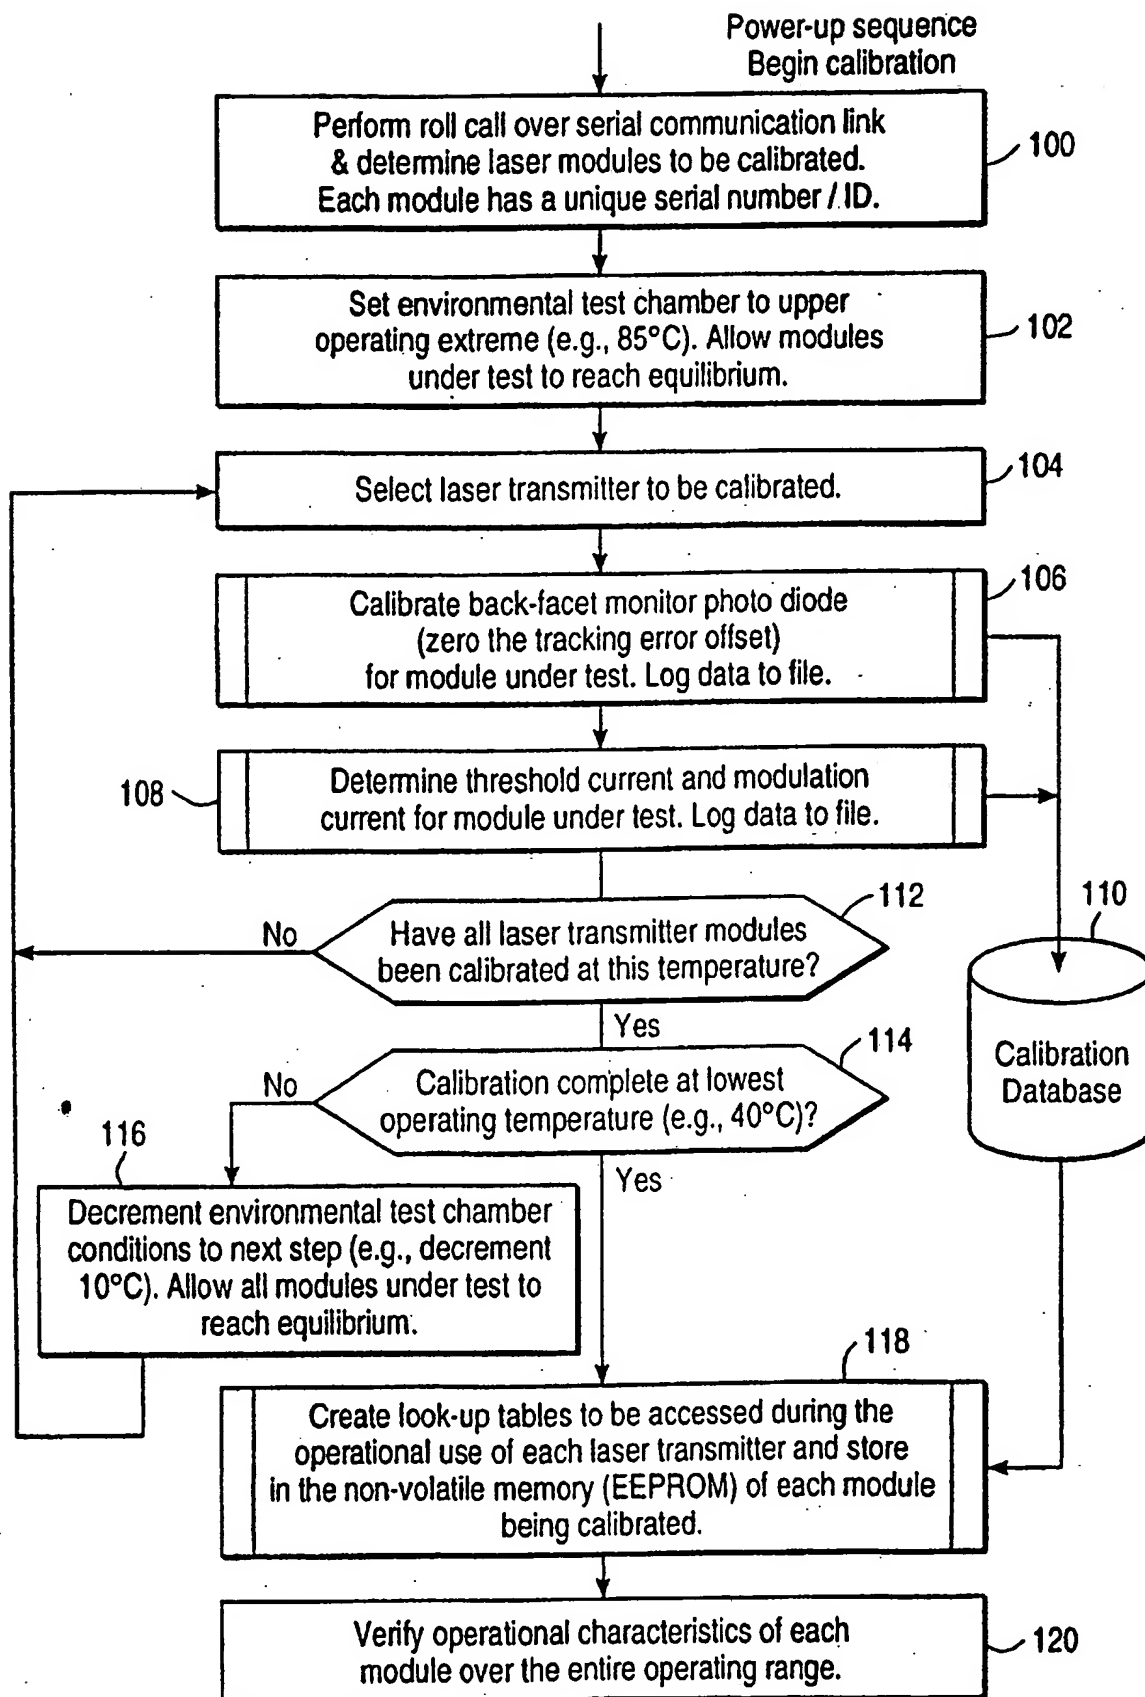 Power-up sequence
Begin calibration
Perform roll call over serial communication link
& determine laser modules to be calibrated.
Each module has a unique serial number / ID.
100
Set environmental test chamber to upper
operating extreme (e.g., 85°C). Allow modules
under test to reach equilibrium.
102
Select laser transmitter to be calibrated.
104
Calibrate back-facet monitor photo diode
(zero the tracking error offset)
for module under test. Log data to file.
106
Determine threshold current and modulation
current for module under test. Log data to file.
108
Have all laser transmitter modules
been calibrated at this temperature?
112
No
Yes
110
Calibration
Database
Calibration complete at lowest
operating temperature (e.g., 40°C)?
114
No
Yes
116
Decrement environmental test chamber
conditions to next step (e.g., decrement
10°C). Allow all modules under test to
reach equilibrium.
118
Create look-up tables to be accessed during the
operational use of each laser transmitter and store
in the non-volatile memory (EEPROM) of each module
being calibrated.
Verify operational characteristics of each
module over the entire operating range.
120